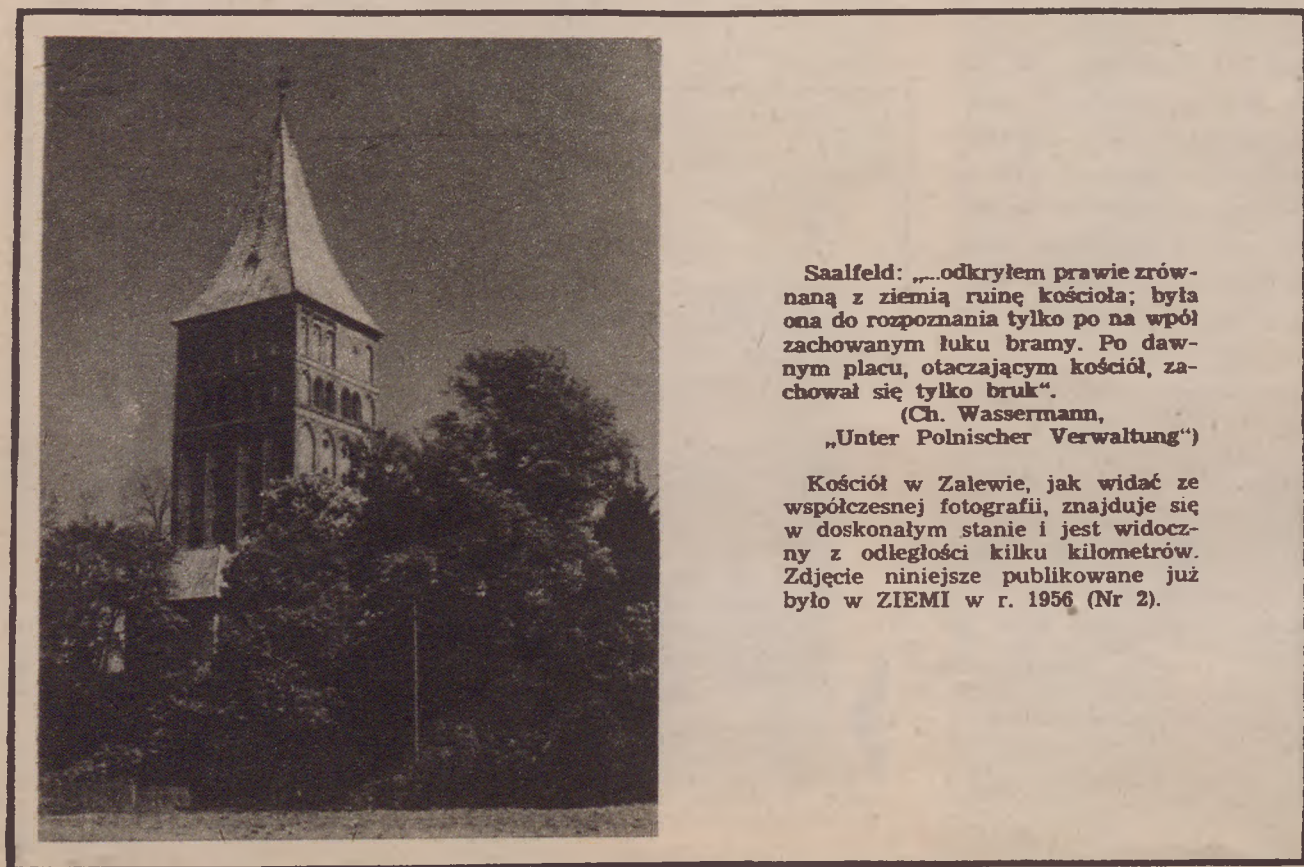 Saalfeld: „...odkryłem prawie zrów-
naną z ziemią ruinę kościoła; była
ona do rozpoznania tylko po na wpół
zachowanym łuku bramy. Po daw-
nym placu, otaczającym kościół, za-
chował się tylko bruk“.
(Ch. Wassermann,
„Unter Polnischer Verwaltung“)
Kościół w Zalewie, jak widać ze
współczesnej fotografii, znajduje się
w doskonałym stanie i jest widocz-
ny z odległości kilku kilometrów.
Zdjęcie niniejsze publikowane już
było w ZIEMI w r. 1956 (Nr 2).